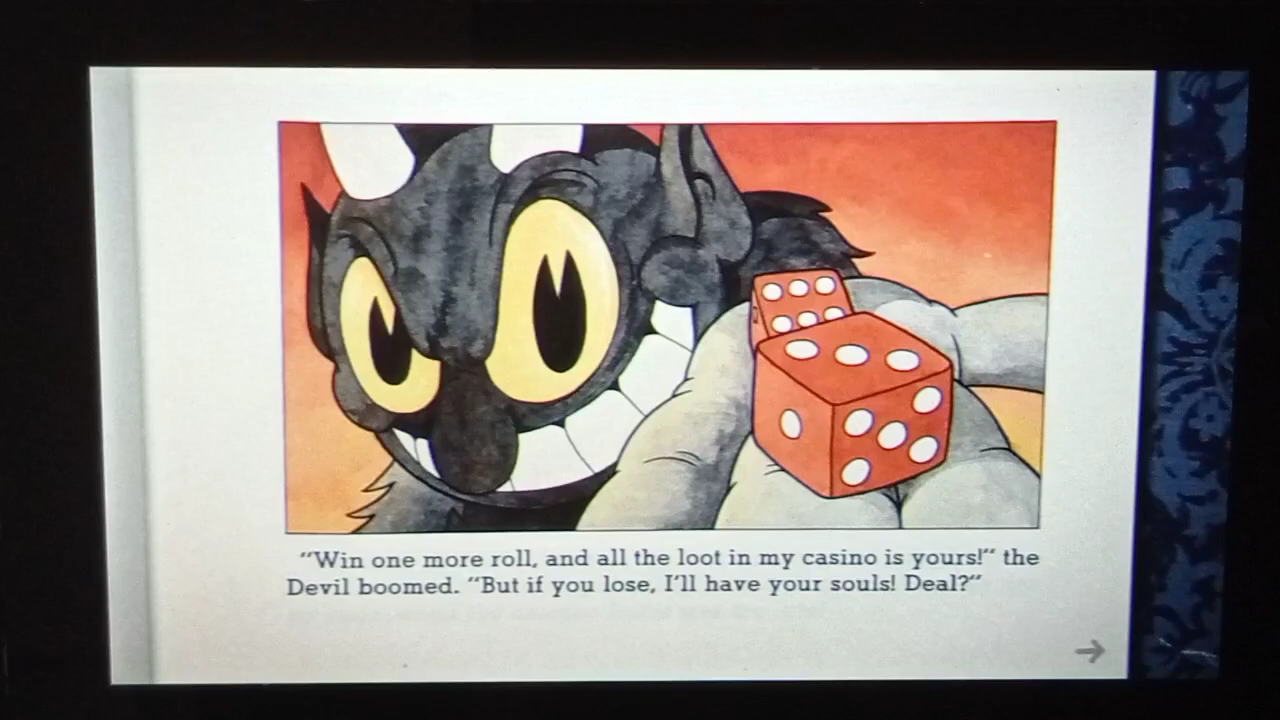 “Win one more roll, and all the loot in my casino is yours!“ the
Devil boomed. “But if you lose, I'll have your souls! Deal?“